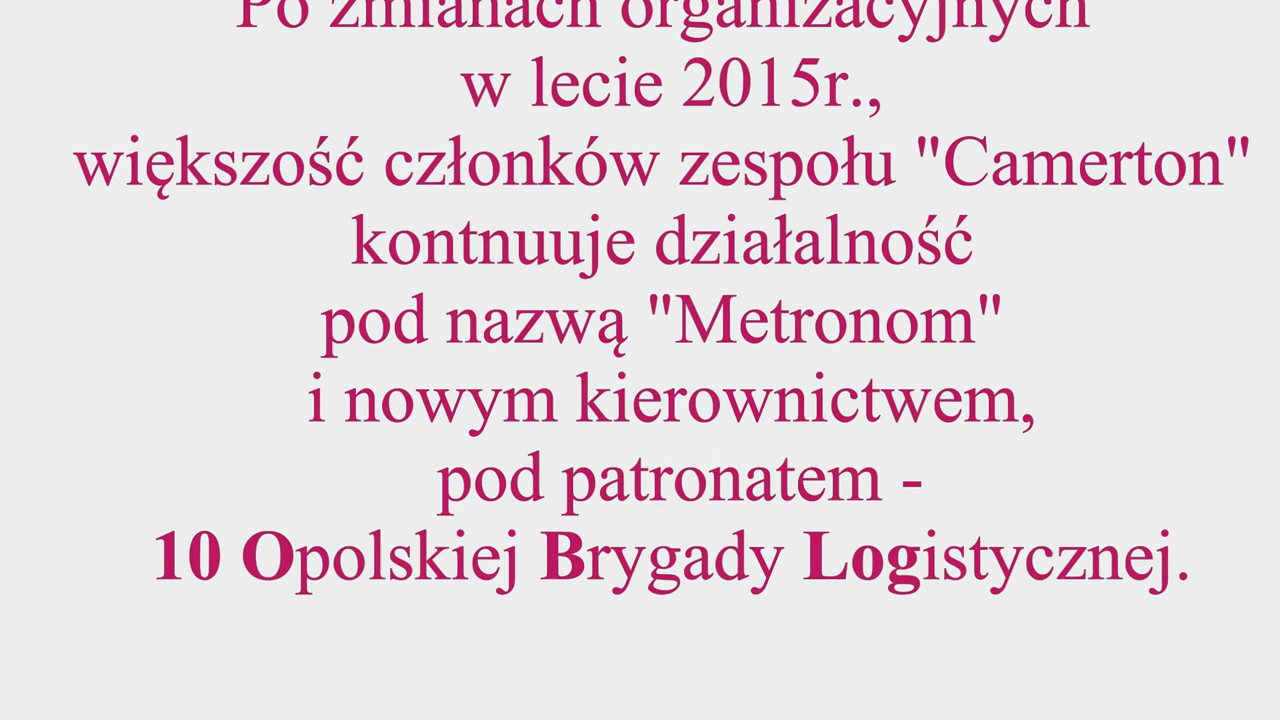 Po zmianach organizacyjnych
w lecie 2015r.,
większość członków zespołu "Camerton"
kontnuuje działalność
pod nazwą "Metronom"
i nowym kierownictwem,
pod patronatem -
10 Opolskiej Brygady Logistycznej.